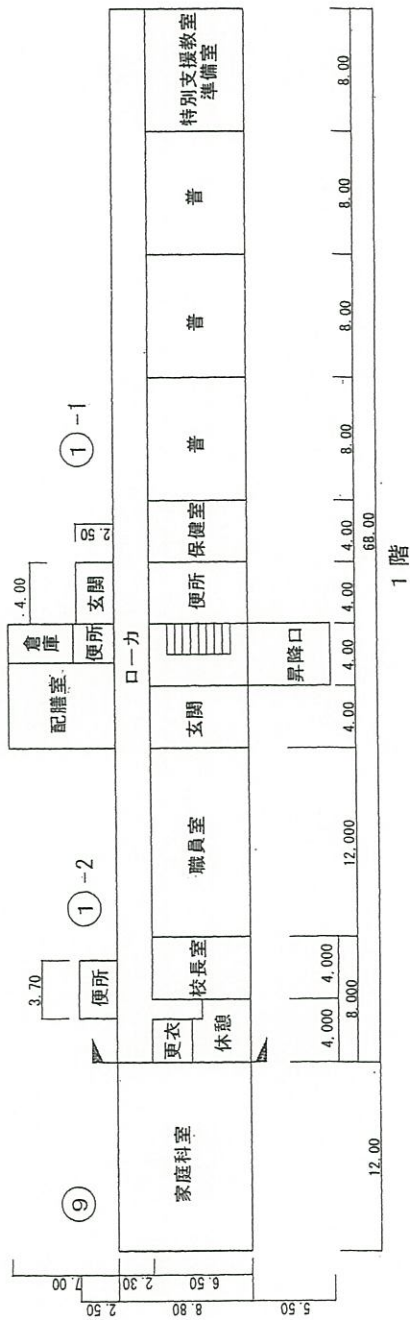 ⑨
①-2
①-1
3.70
4.00
2.50
7.00
2.50
2.30
8.80
6.50
5.50
便所
配膳室
倉庫
便所
玄関
ローカ
家庭科室
更衣
休憩
校長室
職員室
玄関
便所
保健室
普
普
普
特別支援教室
準備室
昇降口
4,000
4,000
8,000
12,000
4.00
4.00
4.00
4.00
8.00
8.00
8.00
8.00
12.00
68.00
1階